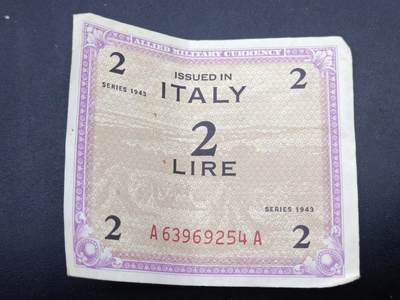 ALLIED MILITARY CURRENCY
2 2
ISSUED IN
SERIES 1943
ITALY
2
LIRE
SERIES 1943
2 A63969254A 2